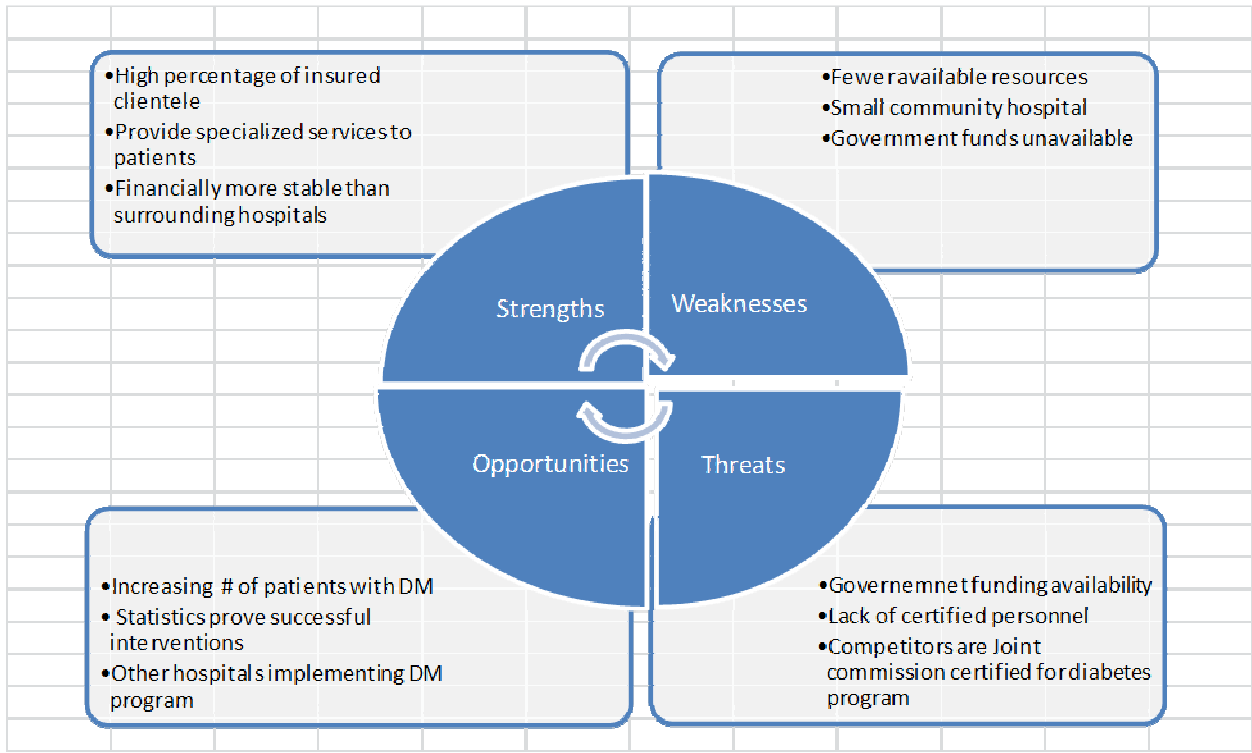 •High percentage of insured
clientele
•Provide specialized services to
patients
•Financially more stable than
surrounding hospitals
•Fewe ravailable resources
•Small community hospital
•Government funds unavailable
Strengths
Weaknesses
Opportunities
Threats
•Increasing # of patients with DM
• Statistics prove successful
interventions
•Other hospitals implementing DM
program
•Governemnet funding availability
•Lack of certified personnel
•Competitors are Joint
commission certified for diabetes
program